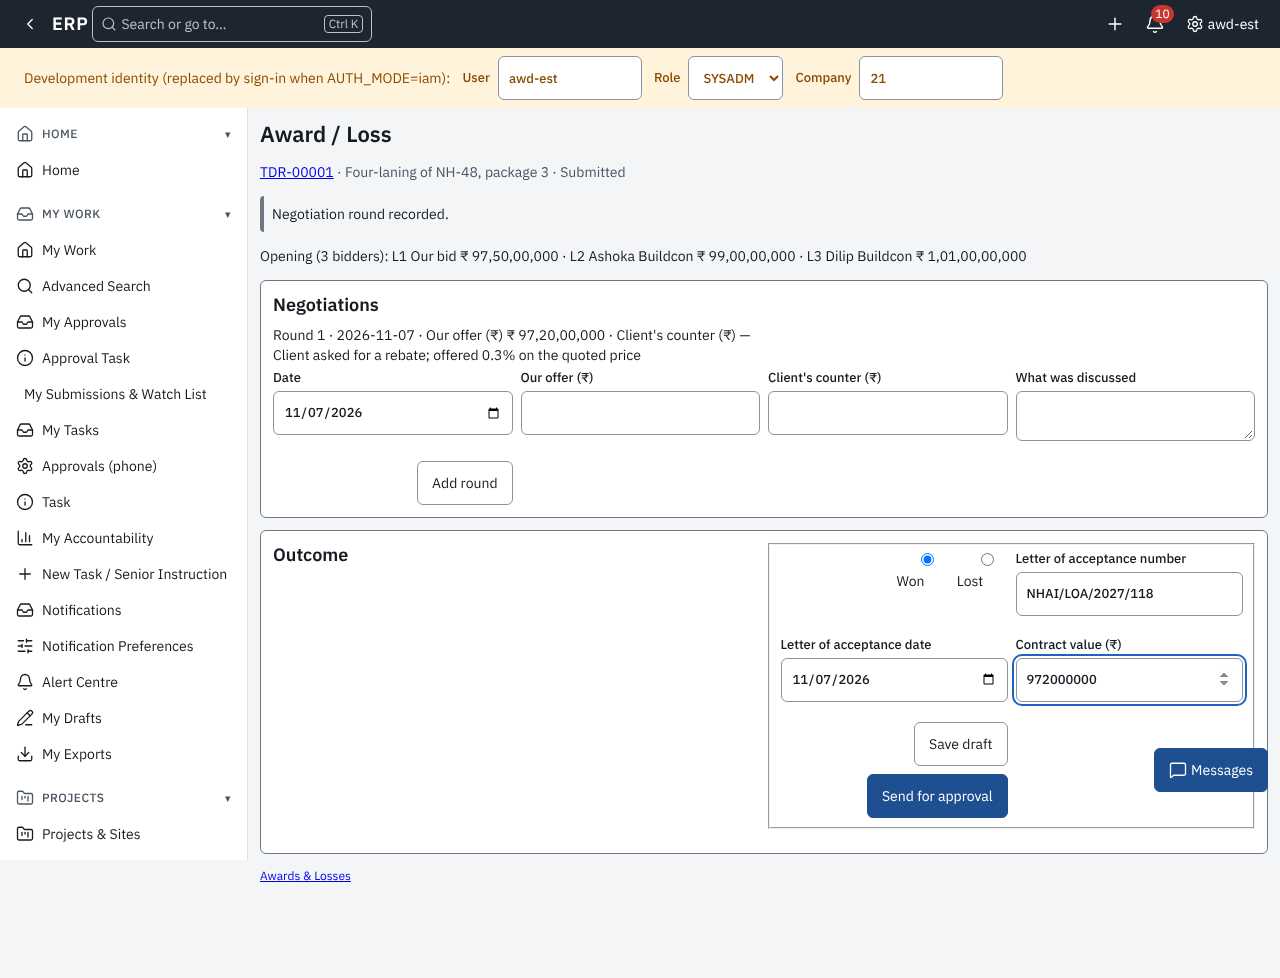 ERP
Search or go to...
Ctrl K
10
awd-est
Development identity (replaced by sign-in when AUTH_MODE=iam):
User
awd-est
Role
SYSADM
Company
21
HOME
Home
MY WORK
My Work
Advanced Search
My Approvals
Approval Task
My Submissions & Watch List
My Tasks
Approvals (phone)
Task
My Accountability
New Task / Senior Instruction
Notifications
Notification Preferences
Alert Centre
My Drafts
My Exports
PROJECTS
Projects & Sites
Award / Loss
TDR-00001 · Four-laning of NH-48, package 3 · Submitted
Negotiation round recorded.
Opening (3 bidders): L1 Our bid ₹ 97,50,00,000 · L2 Ashoka Buildcon ₹ 99,00,00,000 · L3 Dilip Buildcon ₹ 1,01,00,00,000
Negotiations
Round 1 · 2026-11-07 · Our offer (₹) ₹ 97,20,00,000 · Client's counter (₹) —
Client asked for a rebate; offered 0.3% on the quoted price
Date
Our offer (₹)
Client's counter (₹)
What was discussed
11/07/2026
Add round
Outcome
Won
Lost
Letter of acceptance number
NHAI/LOA/2027/118
Letter of acceptance date
Contract value (₹)
11/07/2026
972000000
Save draft
Send for approval
Messages
Awards & Losses